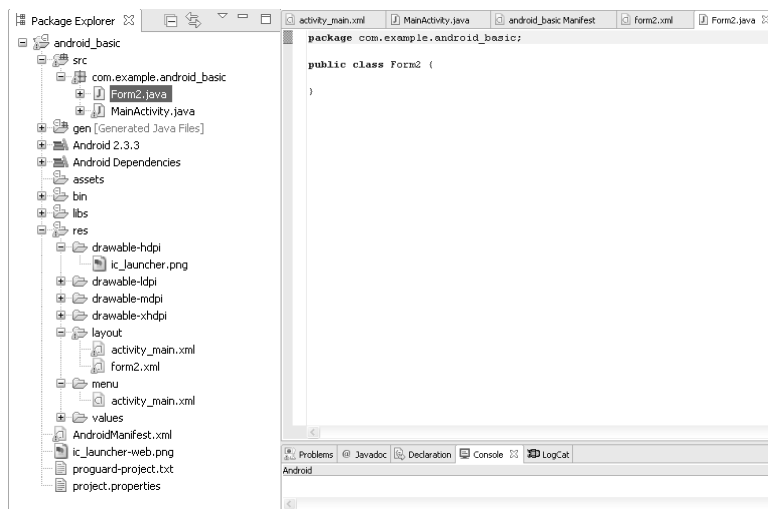 Package Explorer
android_basic
src
com.example.android_basic
Form2.java
MainActivity.java
gen [Generated Java Files]
Android 2.3.3
Android Dependencies
assets
bin
libs
res
drawable-hdpi
ic_launcher.png
drawable-ldpi
drawable-mdpi
drawable-xhdpi
layout
activity_main.xml
form2.xml
menu
activity_main.xml
values
AndroidManifest.xml
ic_launcher-web.png
proguard-project.txt
project.properties
activity_main.xml MainActivity.java android_basic Manifest form2.xml Form2.java
package com.example.android_basic;
public class Form2 {
}
Problems @ Javadoc Declaration Console LogCat
Android